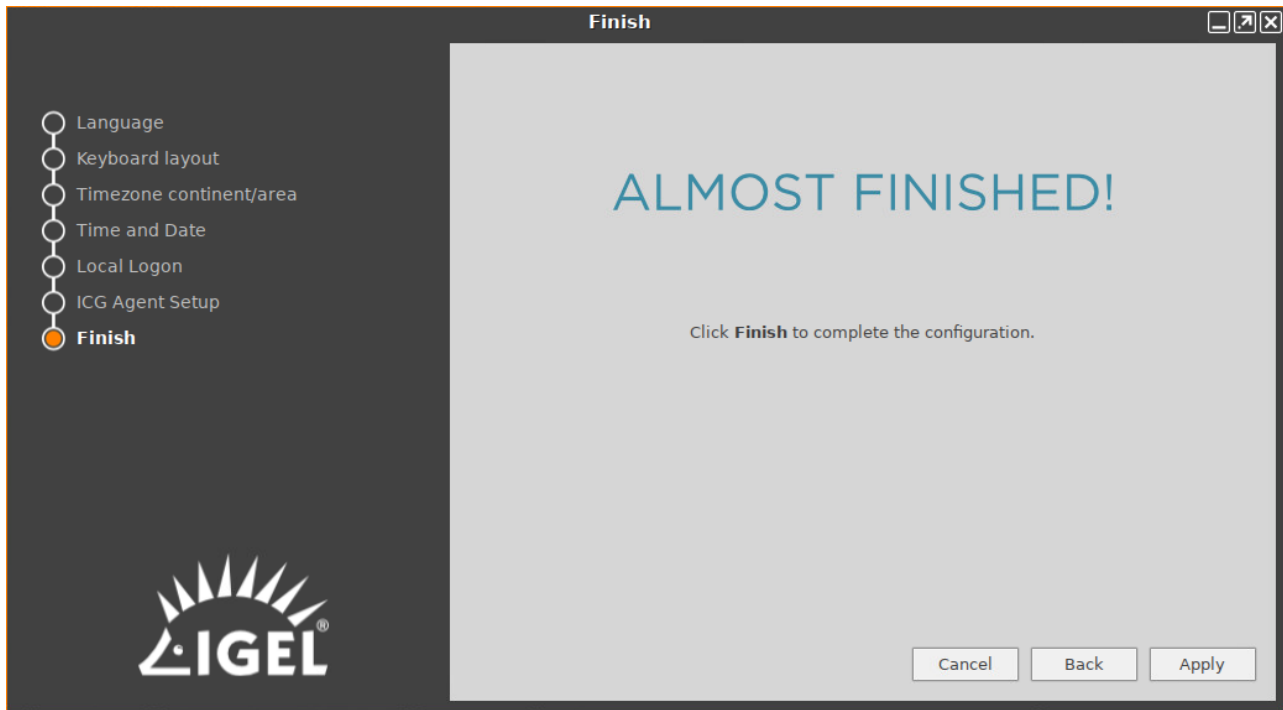 Finish
Language
Keyboard layout
Timezone continent/area
Time and Date
Local Logon
ICG Agent Setup
Finish
ALMOST FINISHED!
Click Finish to complete the configuration.
IGEL®
Cancel
Back
Apply